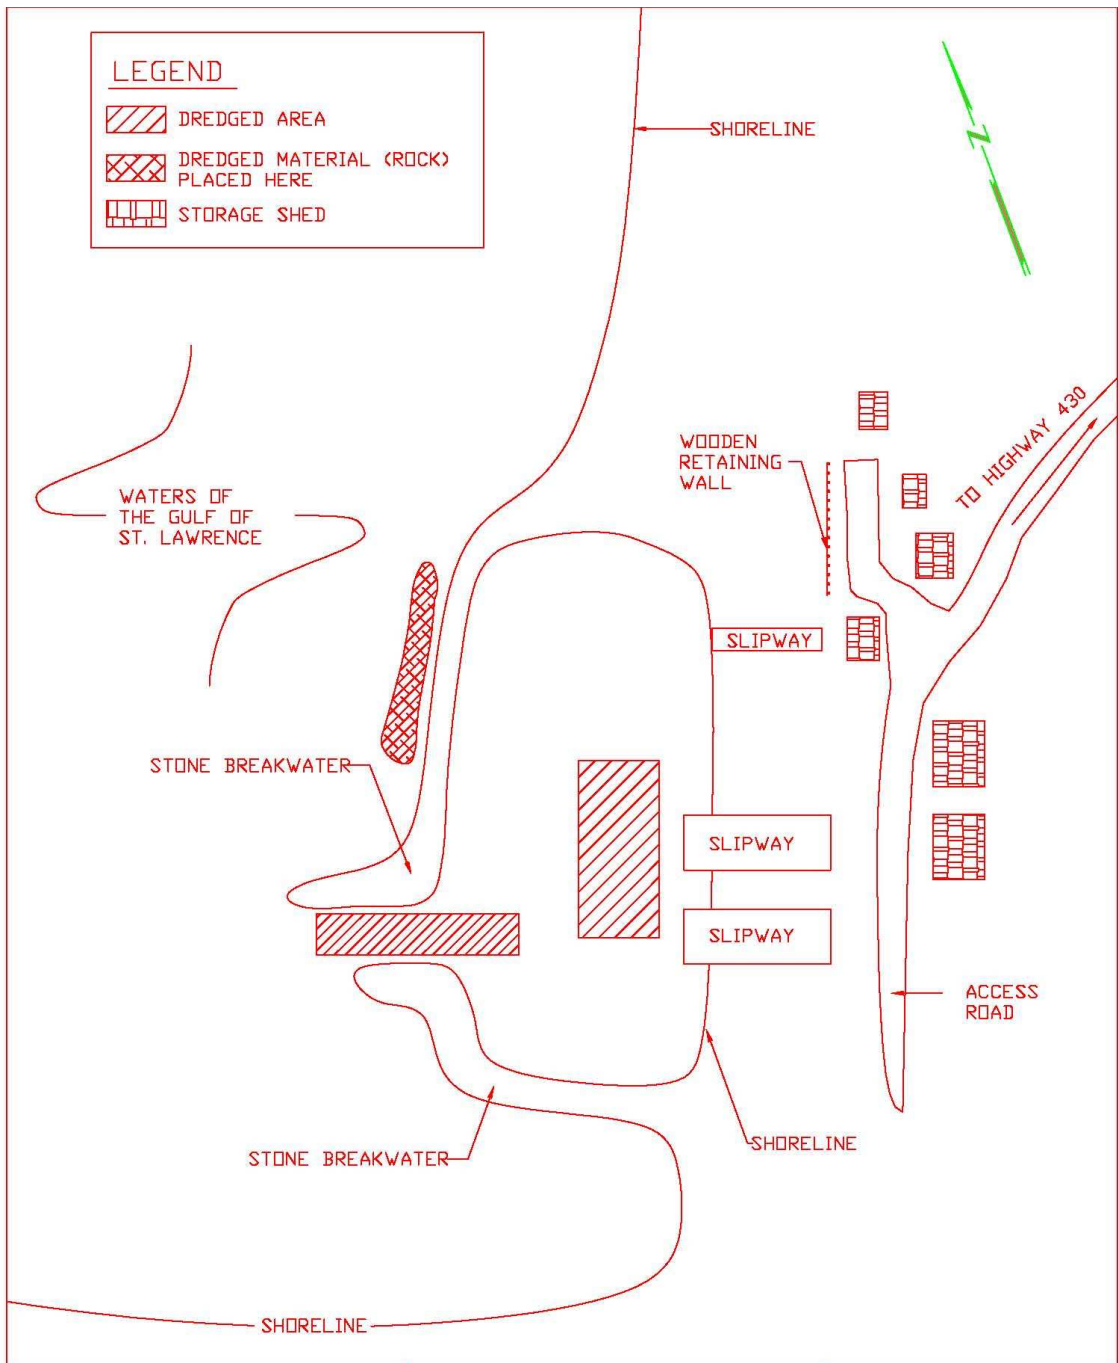 LEGEND
DREDGED AREA
DREDGED MATERIAL (ROCK)
PLACED HERE
STORAGE SHED
SHORELINE
N
TO HIGHWAY 430
WOODEN
RETAINING
WALL
WATERS OF
THE GULF OF
ST. LAWRENCE
SLIPWAY
STONE BREAKWATER
SLIPWAY
SLIPWAY
ACCESS
ROAD
SHORELINE
STONE BREAKWATER
SHORELINE